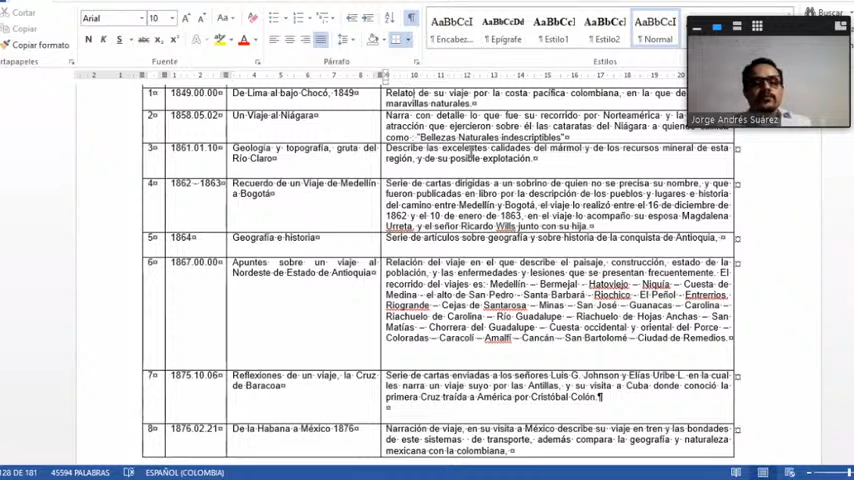 Cortar
Copiar
Copiar formato
Arial
10
AaBbCcI
AaBbCcDd
AaBbCcl
AaBbCcl
AaBbCcI
¶ Encabez...
¶ Epígrafe
¶ Estilo1
¶ Estilo2
¶ Normal
Fuente
Párrafo
Estilos
Buscar
Jorge Andrés Suárez
1¤ 1849.00.00¤ De Lima al bajo Chocó, 1849¤ Relato de su viaje por la costa pacífica colombiana, en la que
maravillas naturales.¤
2¤ 1858.05.02¤ Un Viaje al Niágara¤ Narra con detalle lo que fue su recorrido por Norteamérica y la
atracción que ejercieron sobre él las cataratas del Niágara a quienes
como : "Bellezas Naturales indescriptibles"¤
3¤ 1861.01.10¤ Geología y topografía, gruta del Río Claro¤ Describe las excelentes calidades del mármol y de los recursos mineral de esta
región, y de su posible explotación.¤
4¤ 1862 - 1863¤ Recuerdo de un Viaje de Medellín a Bogotá¤ Serie de cartas dirigidas a un sobrino de quien no se precisa su nombre, y que
fueron publicadas en libro por la descripción de los pueblos y lugares e historia
del camino entre Medellín y Bogotá, el viaje lo realizó entre el 16 de diciembre de
1862 y el 10 de enero de 1863, en el viaje lo acompaño su esposa Magdalena
Urreta, y el señor Ricardo Wills junto con su hija.¤
5¤ 1864¤ Geografía e historia¤ Serie de artículos sobre geografía y sobre historia de la conquista de Antioquia,¤
6¤ 1867.00.00¤ Apuntes sobre un viaje al Nordeste de Estado de Antioquia¤ Relación del viaje en el que describe el paisaje, construcción, estado de la
población, y las enfermedades y lesiones que se presentan frecuentemente. El
recorrido del viajes es: Medellín – Bermejal - Hatoviejo – Niquía – Cuesta de
Medina - el alto de San Pedro - Santa Barbará - Riochico - El Peñol - Entrerrios,
Riogrande – Cejas de Santarosa – Minas – San José – Guanacas – Carolina –
Riachuelo de Carolina – Río Guadalupe – Riachuelo de Hojas Anchas – San
Matías – Chorrera del Guadalupe – Cuesta occidental y oriental del Porce –
Coloradas – Caracolí – Amalfi – Cancán – San Bartolomé – Ciudad de Remedios.¤
7¤ 1875.10.06¤ Reflexiones de un viaje, la Cruz de Baracoa¤ Serie de cartas enviadas a los señores Luis G. Johnson y Elías Uribe L. en la cual
les narra un viaje suyo por las Antillas, y su visita a Cuba donde conoció la
primera Cruz traída a América por Cristóbal Colón.¶
8¤ 1876.02.21¤ De la Habana a México 1876¤ Narración de viaje, en su visita a México describe su viaje en tren y las bondades
de este sistemas de transporte, además compara la geografía y naturaleza
mexicana con la colombiana,¤
128 DE 181
45594 PALABRAS
ESPAÑOL (COLOMBIA)